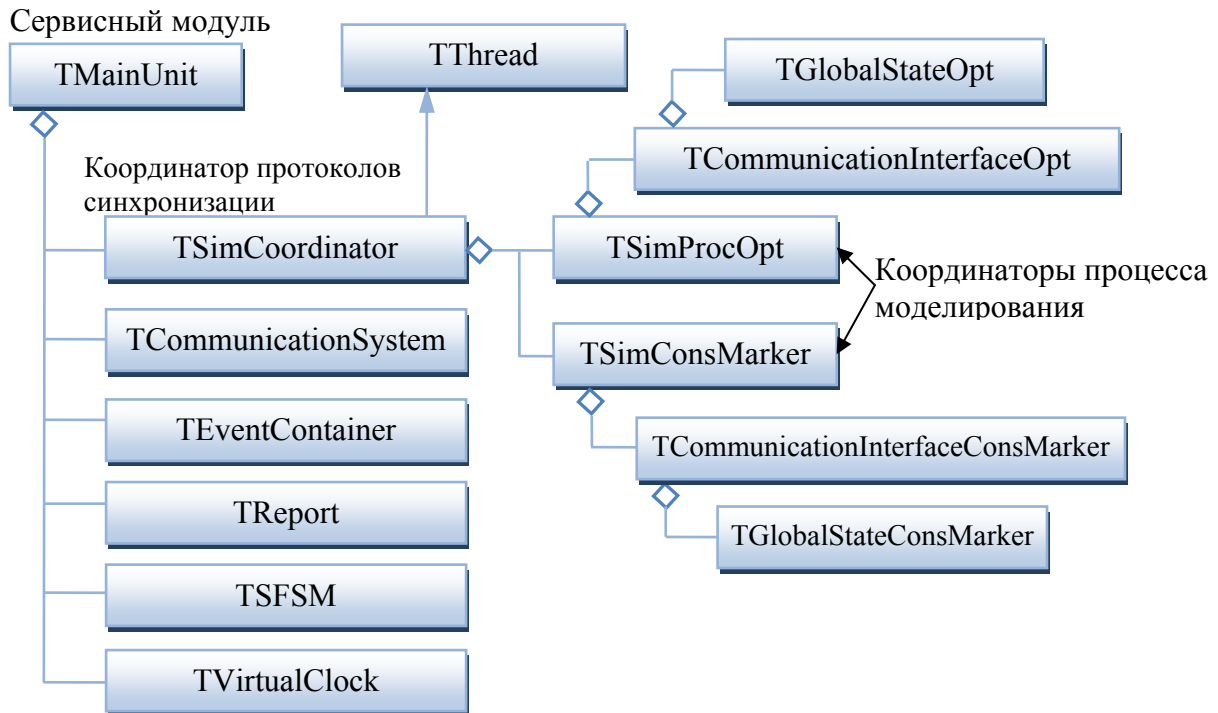 Сервисный модуль
TMainUnit
TThread
TGlobalStateOpt
TCommunicationInterfaceOpt
Координатор протоколов
синхронизации
TSimCoordinator
TSimProcOpt
Координаторы процесса
моделирования
TCommunicationSystem
TSimConsMarker
TEventContainer
TCommunicationInterfaceConsMarker
TReport
TGlobalStateConsMarker
TSFSM
TVirtualClock